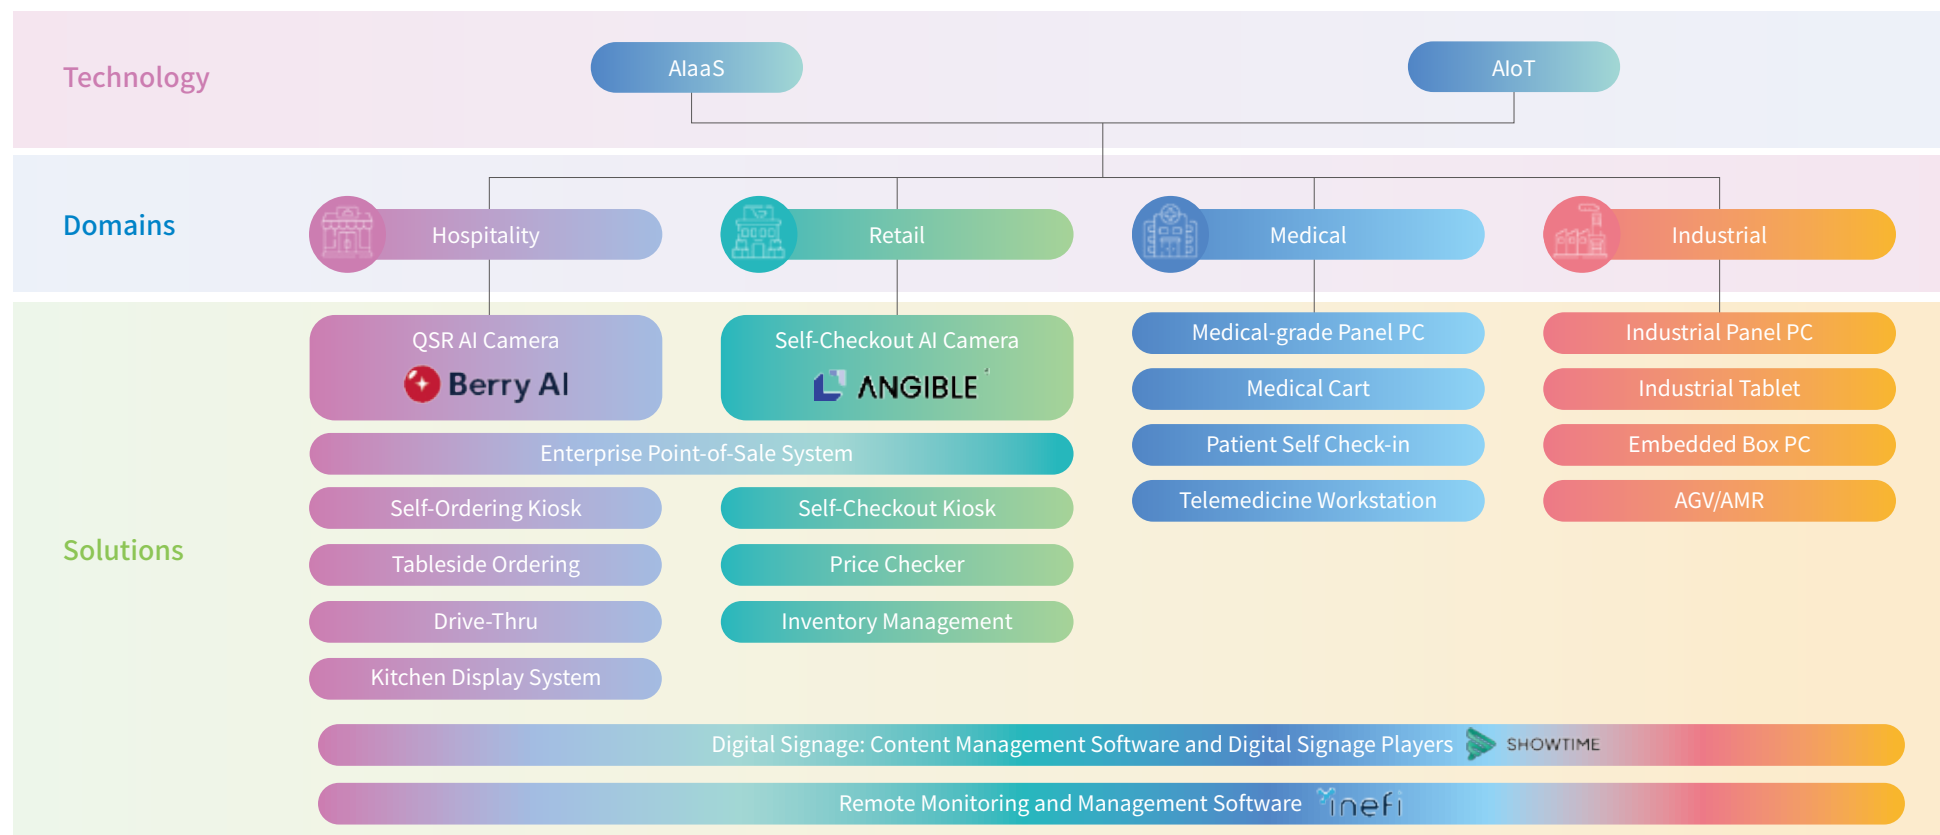 Technology
AIaaS
AIoT
Domains
Hospitality
Retail
Medical
Industrial
Solutions
QSR AI Camera
Berry AI
Self-Checkout AI Camera
ANGIBLE
Enterprise Point-of-Sale System
Self-Ordering Kiosk
Tableside Ordering
Drive-Thru
Kitchen Display System
Self-Checkout Kiosk
Price Checker
Inventory Management
Medical-grade Panel PC
Medical Cart
Patient Self Check-in
Telemedicine Workstation
Industrial Panel PC
Industrial Tablet
Embedded Box PC
AGV/AMR
Digital Signage: Content Management Software and Digital Signage Players SHOWTIME
Remote Monitoring and Management Software inefi